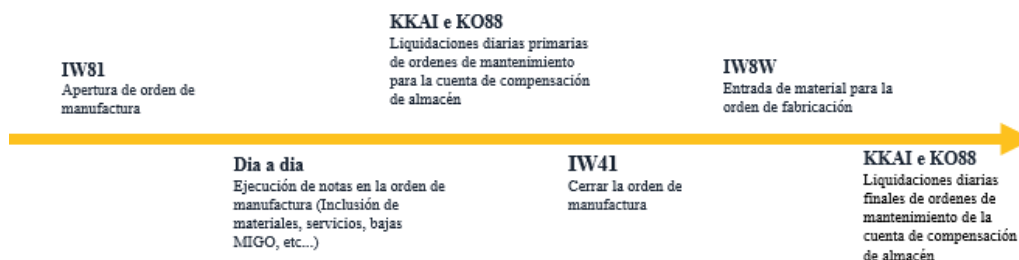 IW81
Apertura de orden de
manufactura
Dia a dia
Ejecución de notas en la orden de
manufactura (Inclusión de
materiales, servicios, bajas
MIGO, etc...)
KKAI e KO88
Liquidaciones diarias primarias
de ordenes de mantenimiento
para la cuenta de compensación
de almacén
IW41
Cerrar la orden de
manufactura
IW8W
Entrada de material para la
orden de fabricación
KKAI e KO88
Liquidaciones diarias
finales de ordenes de
mantenimiento de la
cuenta de compensación
de almacén